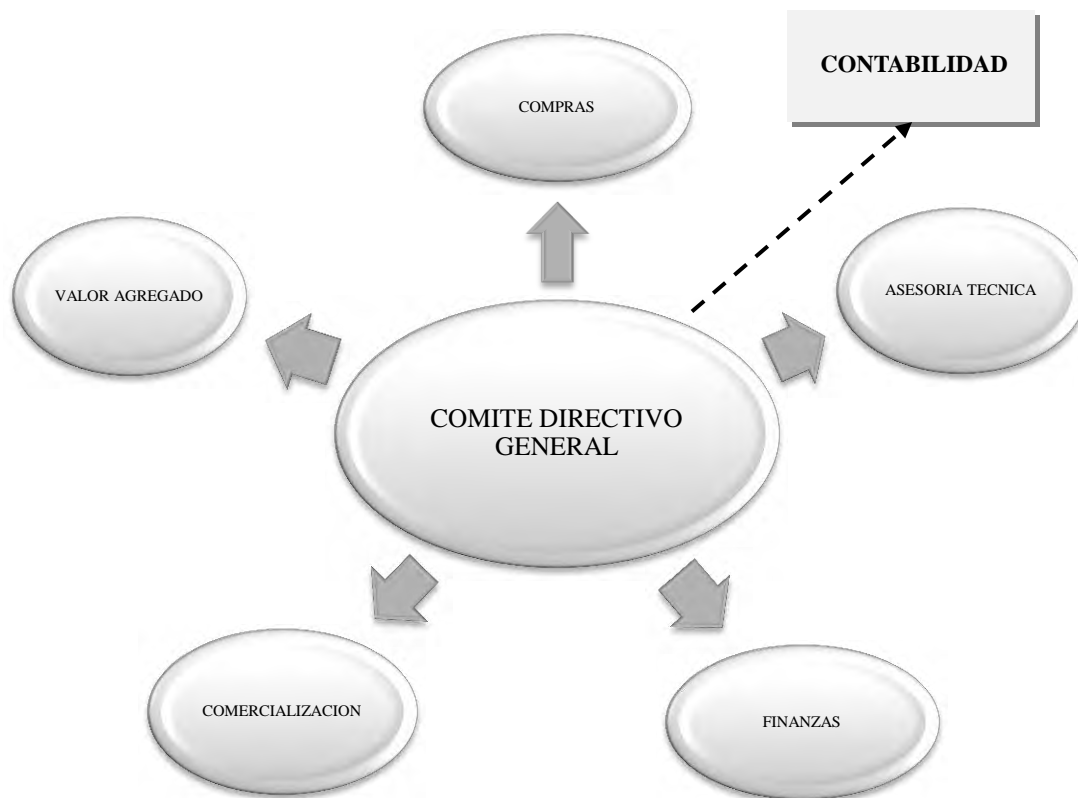 CONTABILIDAD
COMPRAS
VALOR AGREGADO
ASESORIA TECNICA
COMITE DIRECTIVO
GENERAL
COMERCIALIZACION
FINANZAS